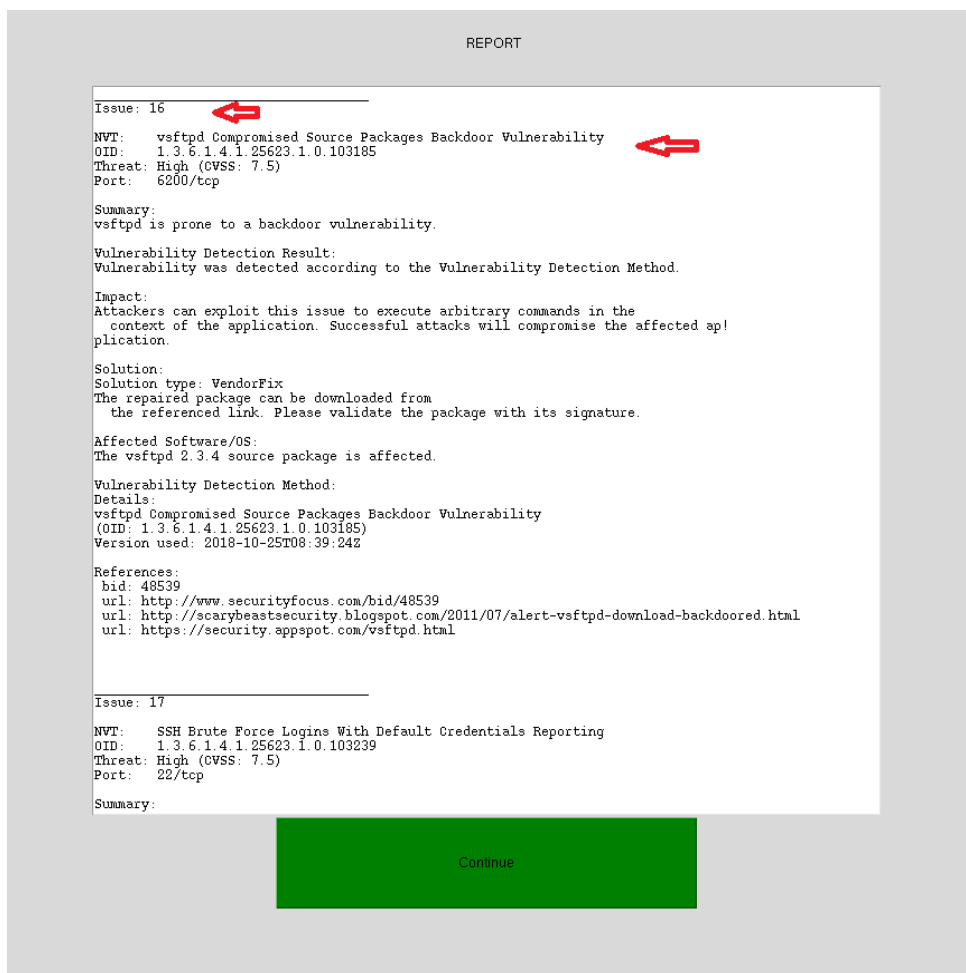 REPORT
Issue: 16
NVT: vsftpd Compromised Source Packages Backdoor Vulnerability
OID: 1.3.6.1.4.1.25623.1.0.103185
Threat: High (CVSS: 7.5)
Port: 6200/tcp
Summary:
vsftpd is prone to a backdoor vulnerability.
Vulnerability Detection Result:
Vulnerability was detected according to the Vulnerability Detection Method.
Impact:
Attackers can exploit this issue to execute arbitrary commands in the
context of the application. Successful attacks will compromise the affected ap!
plication.
Solution:
Solution type: VendorFix
The repaired package can be downloaded from
the referenced link. Please validate the package with its signature.
Affected Software/OS:
The vsftpd 2.3.4 source package is affected.
Vulnerability Detection Method:
Details:
vsftpd Compromised Source Packages Backdoor Vulnerability
(OID: 1.3.6.1.4.1.25623.1.0.103185)
Version used: 2018-10-25T08:39:24Z
References:
bid: 48539
url: http://www.securityfocus.com/bid/48539
url: http://scarybeastsecurity.blogspot.com/2011/07/alert-vsftpd-download-backdoored.html
url: https://security.appspot.com/vsftpd.html
Issue: 17
NVT: SSH Brute Force Logins With Default Credentials Reporting
OID: 1.3.6.1.4.1.25623.1.0.103239
Threat: High (CVSS: 7.5)
Port: 22/tcp
Summary:
Continue